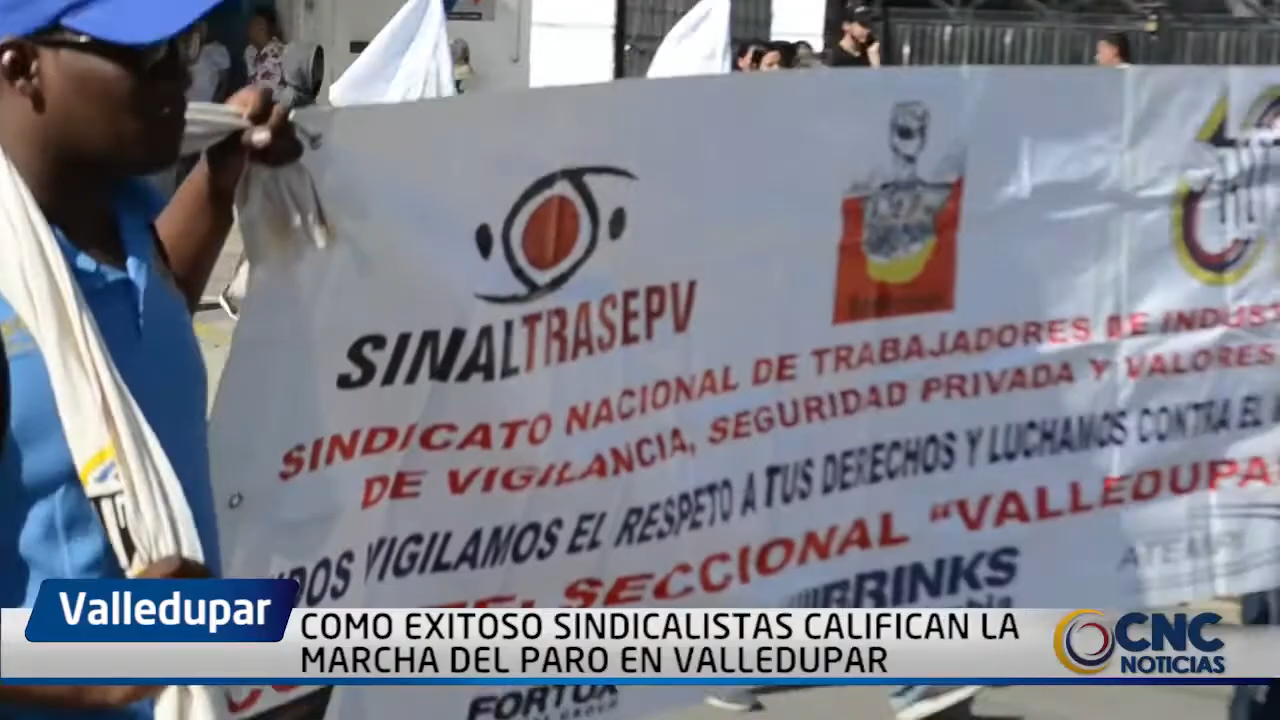 SINALTRASEPV
SINDICATO NACIONAL DE TRABAJADORES DE
DE VIGILANCIA, SEGURIDAD PRIVADA Y VALORES
VIGILAMOS EL RESPETO A TUS DERECHOS Y LUCHAMOS CONTRA EL
SECCIONAL "VALLEDUPAR
BRINKS
Valledupar
COMO EXITOSO SINDICALISTAS CALIFICAN LA
MARCHA DEL PARO EN VALLEDUPAR
CNC
NOTICIAS